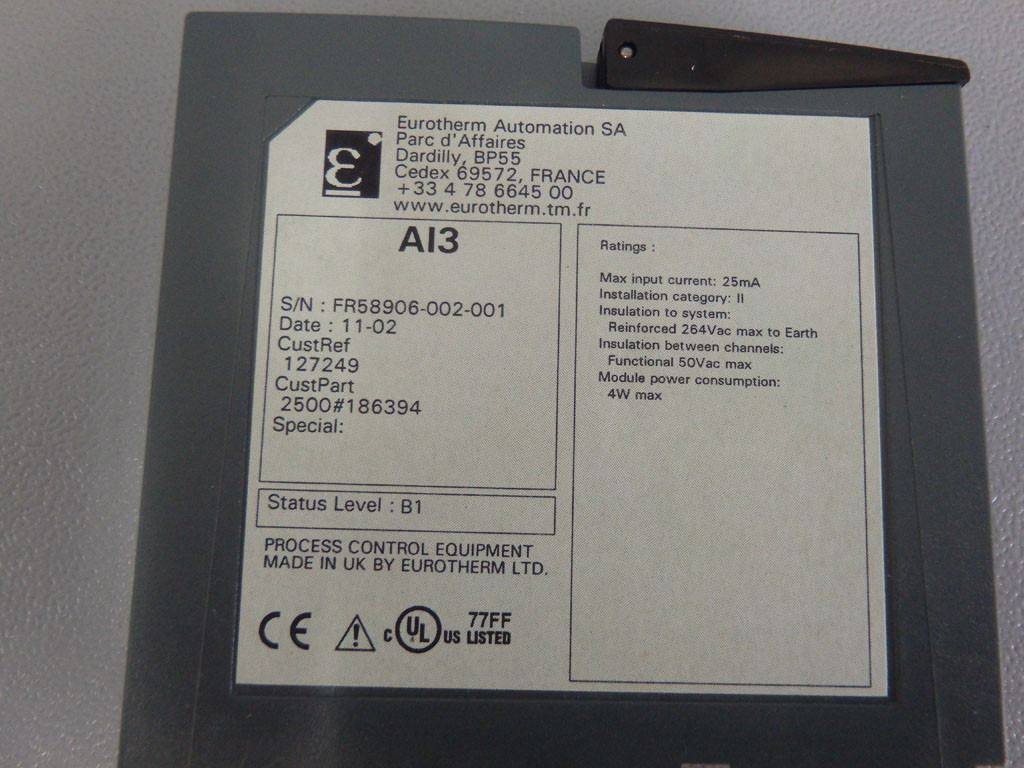 Eurotherm Automation SA
Parc d'Affaires
Dardilly, BP55
Cedex 69572, FRANCE
+33 4 78 6645 00
www.eurotherm.tm.fr
AI3
S/N : FR58906-002-001
Date : 11-02
CustRef
127249
CustPart
2500#186394
Special:
Status Level : B1
PROCESS CONTROL EQUIPMENT
MADE IN UK BY EUROTHERM LTD.
CE
C UL US LISTED
77FF
Ratings :
Max input current: 25mA
Installation category: II
Insulation to system:
Reinforced 264Vac max to Earth
Insulation between channels:
Functional 50Vac max
Module power consumption:
4W max